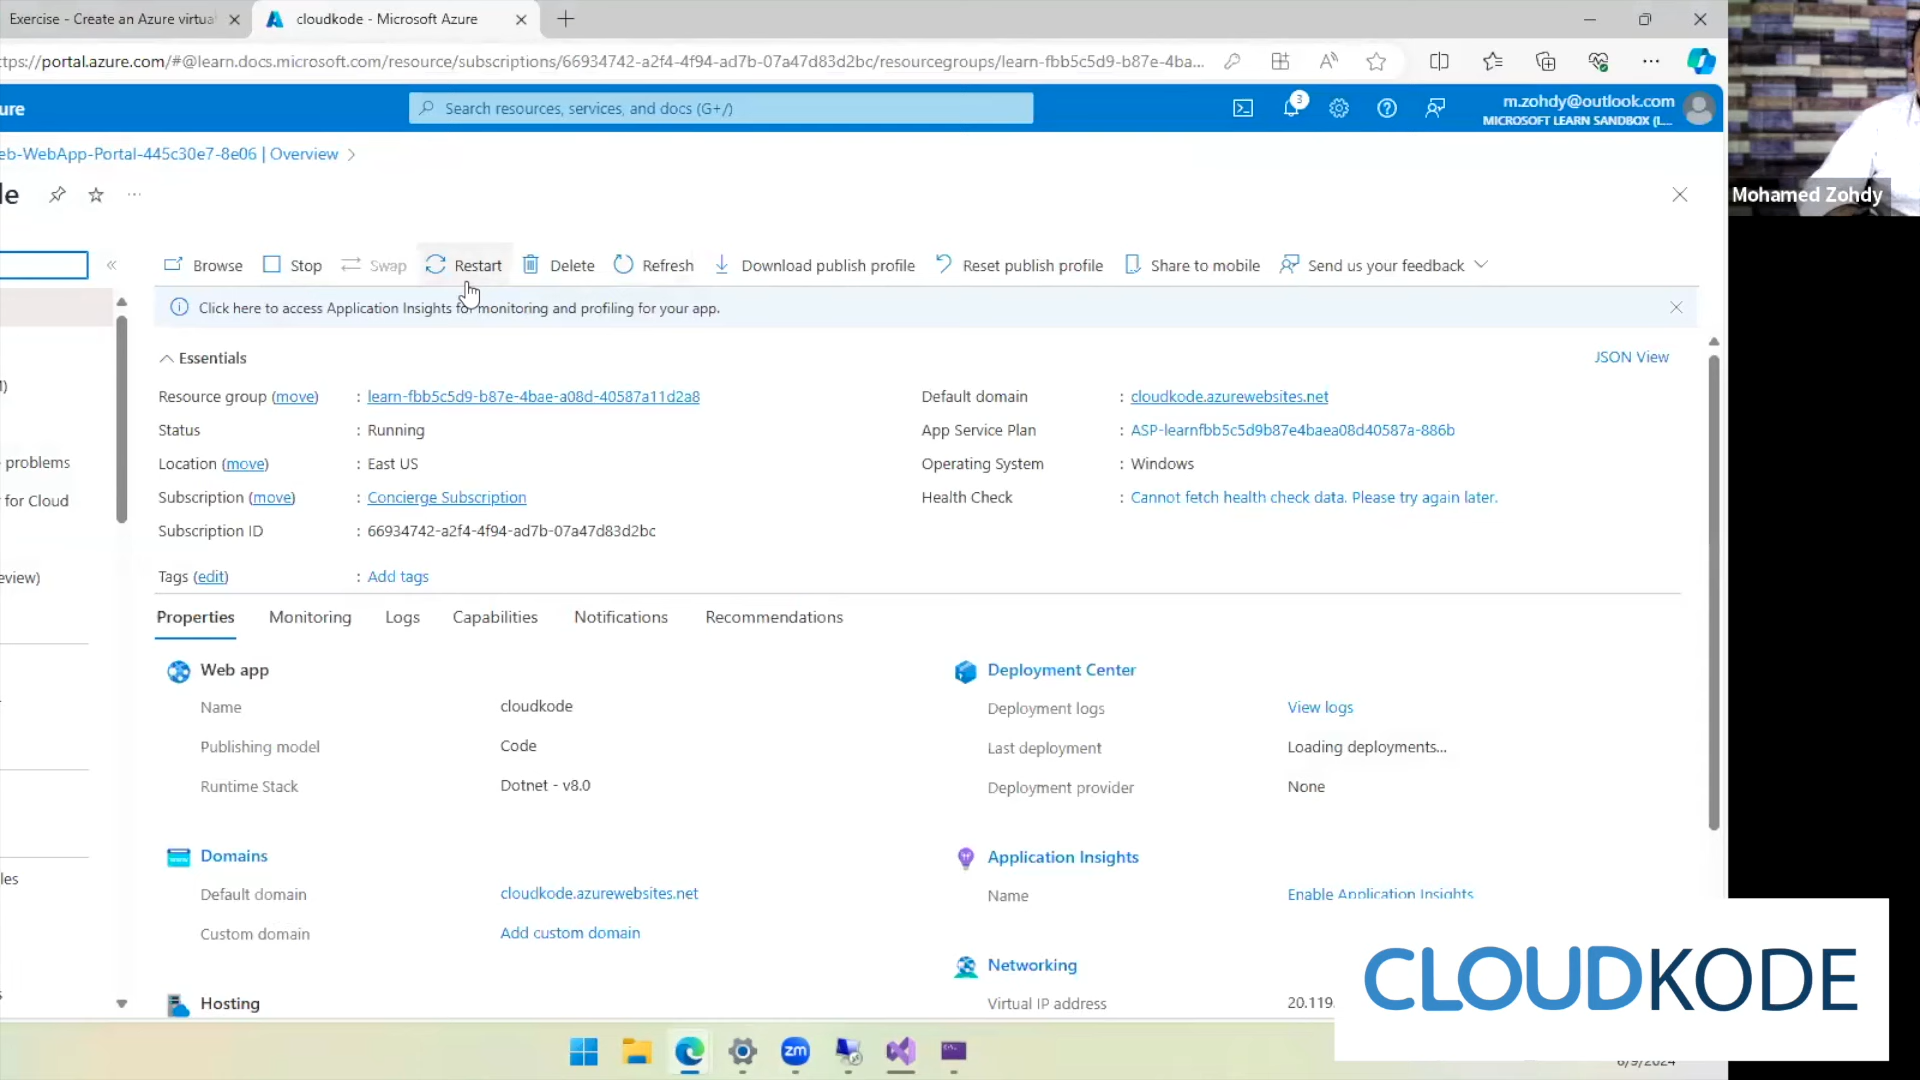 Exercise - Create an Azure virtua
cloudkode - Microsoft Azure
ttps://portal.azure.com/#@learn.docs.microsoft.com/resource/subscriptions/66934742-a2f4-4f94-ad7b-07a47d83d2bc/resourcegroups/learn-fbb5c5d9-b87e-4ba...
ure
Search resources, services, and docs (G+/)
3
m.zohdy@outlook.com
MICROSOFT LEARN SANDBOX (L...
eb-WebApp-Portal-445c30e7-8e06 | Overview
de
Mohamed Zohdy
Browse
Stop
Swap
Restart
Delete
Refresh
Download publish profile
Reset publish profile
Share to mobile
Send us your feedback
Click here to access Application Insights for monitoring and profiling for your app.
Essentials
JSON View
Resource group (move) : learn-fbb5c5d9-b87e-4bae-a08d-40587a11d2a8
Default domain : cloudkode.azurewebsites.net
Status : Running
App Service Plan : ASP-learnfbb5c5d9b87e4baea08d40587a-886b
Location (move) : East US
Operating System : Windows
problems
Subscription (move) : Concierge Subscription
Health Check : Cannot fetch health check data. Please try again later.
for Cloud
Subscription ID : 66934742-a2f4-4f94-ad7b-07a47d83d2bc
eview)
Tags (edit) : Add tags
Properties
Monitoring
Logs
Capabilities
Notifications
Recommendations
Web app
Name cloudkode
Publishing model Code
Runtime Stack Dotnet - v8.0
Deployment Center
Deployment logs View logs
Last deployment Loading deployments...
Deployment provider None
Domains
les
Default domain cloudkode.azurewebsites.net
Custom domain Add custom domain
Application Insights
Name Enable Application Insights
Networking
Virtual IP address 20.119.
Hosting
CLOUDKODE
zm
6/9/2024